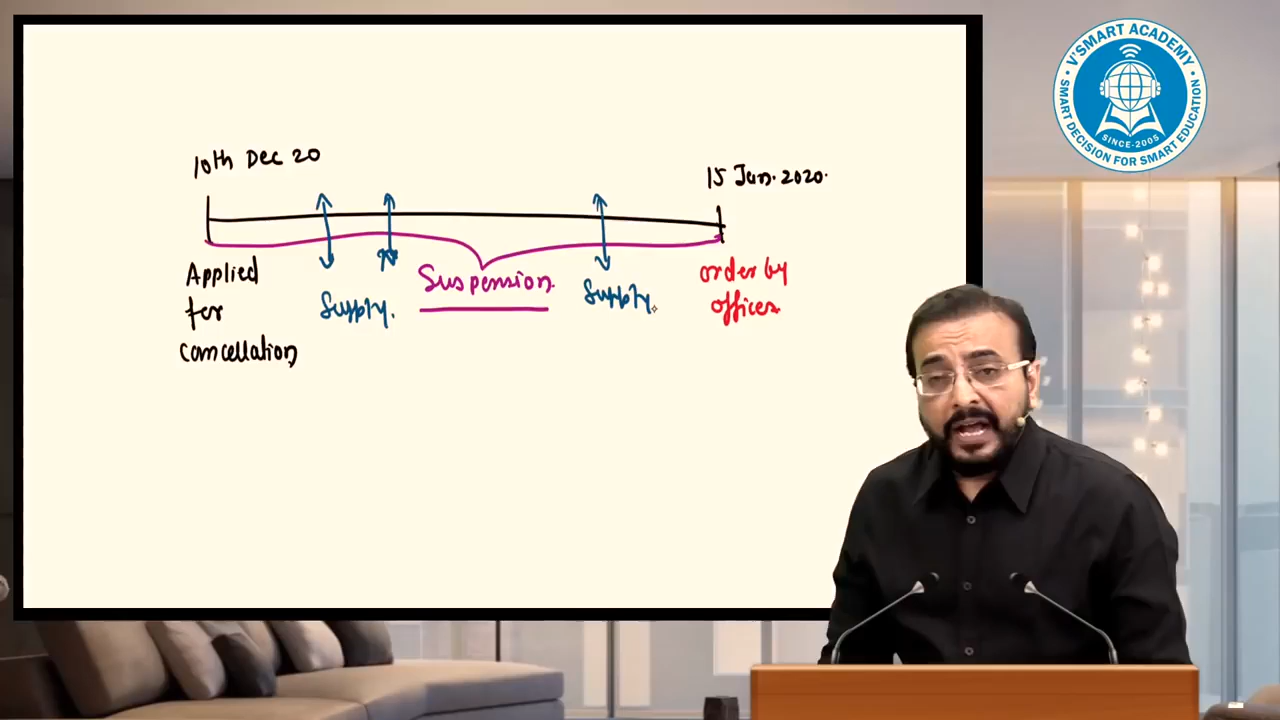 10th Dec 20
15 Jan. 2020.
Applied
for
cancellation
Supply.
Suspension.
Supply.
order by
officer
V'SMART ACADEMY
SMART DECISION FOR SMART EDUCATION
SINCE-2005